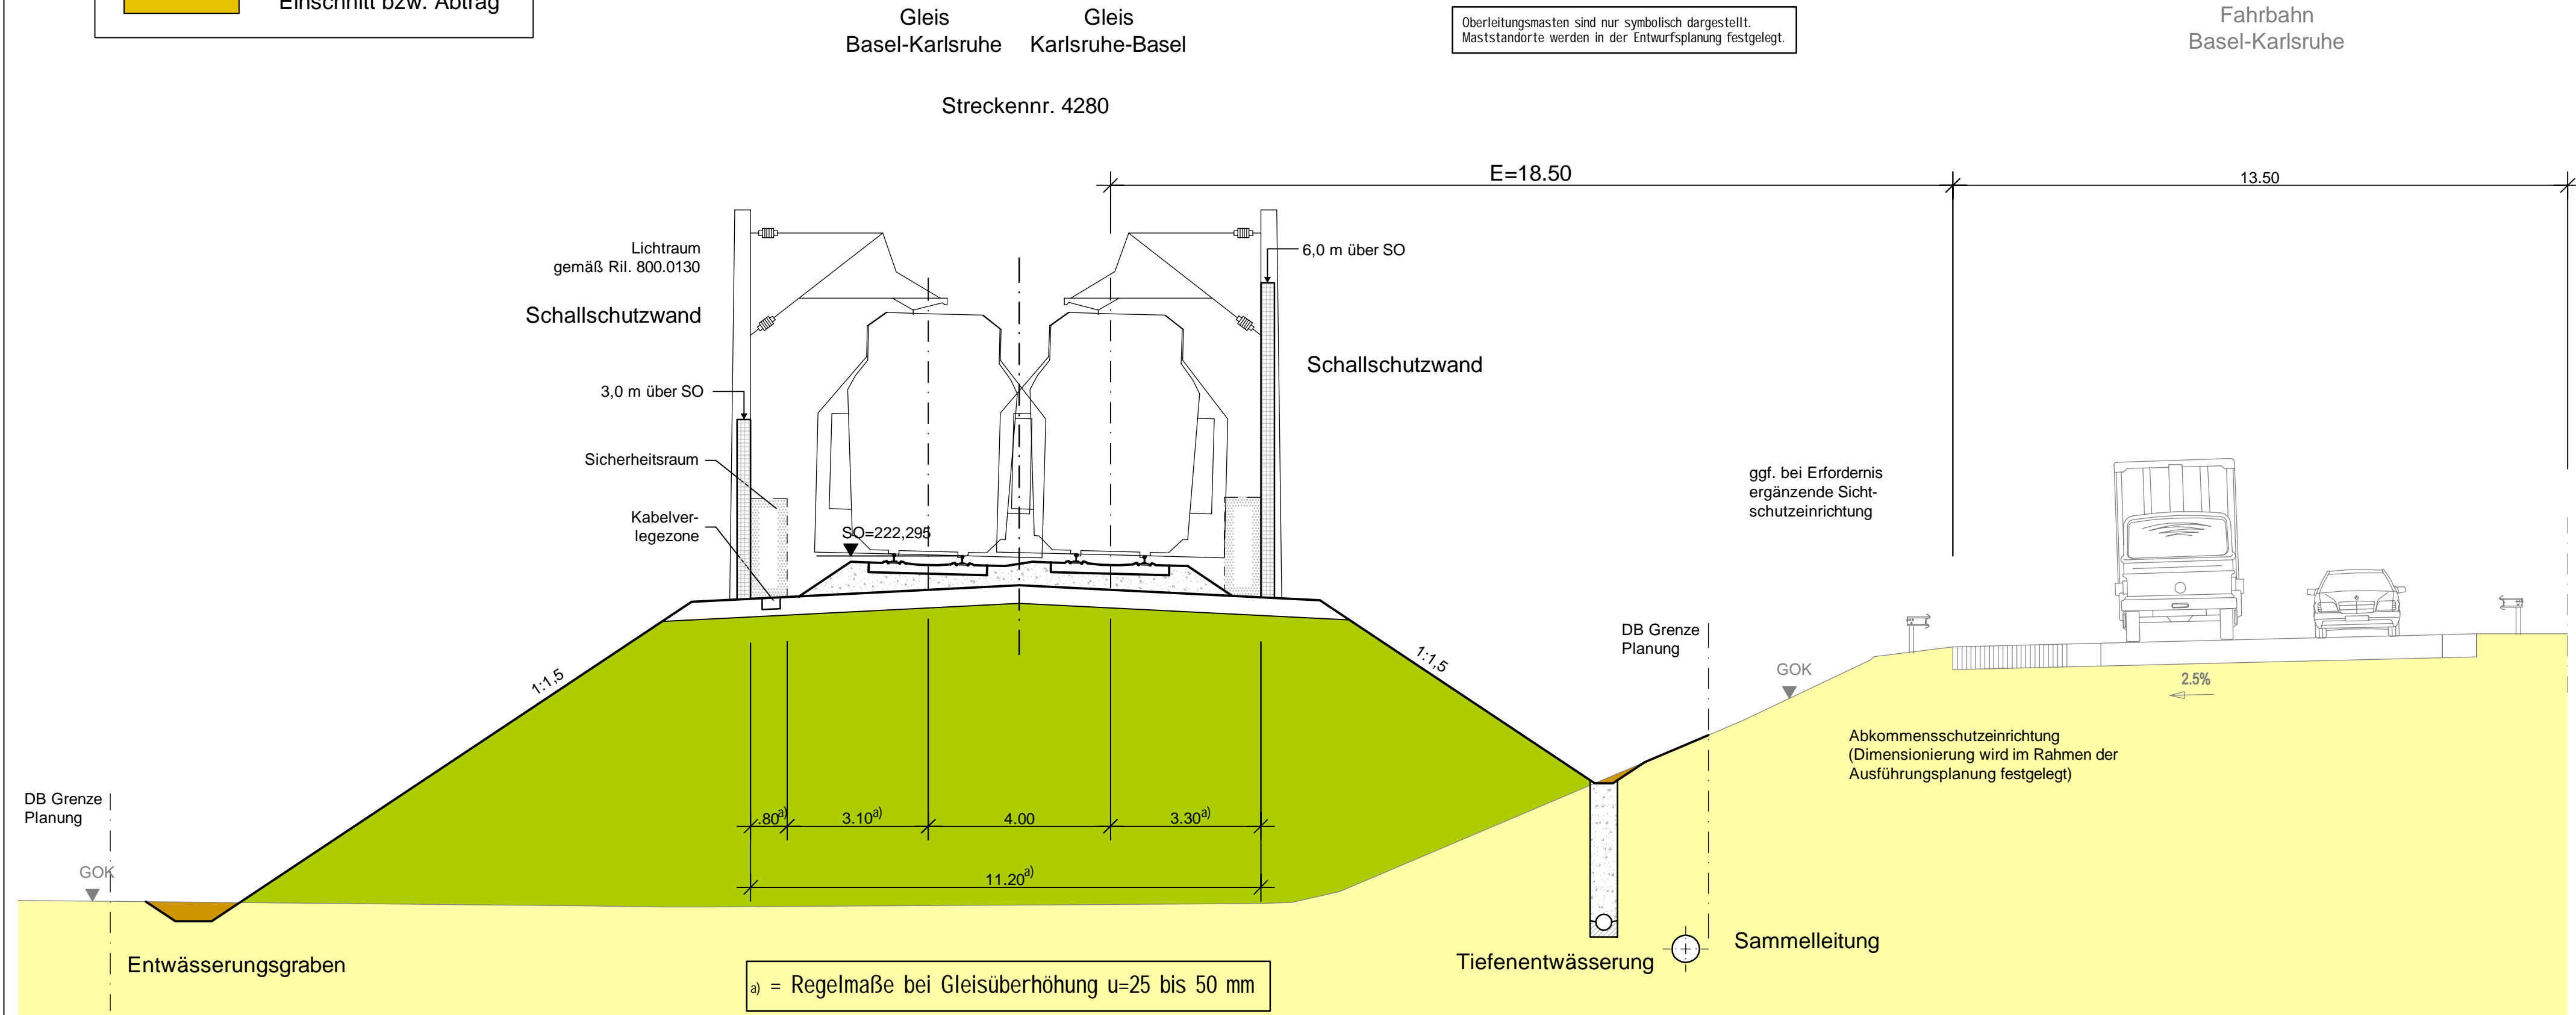 Einschnitt bzw. Abtrag
Gleis
Basel-Karlsruhe
Gleis
Karlsruhe-Basel
Oberleitungsmasten sind nur symbolisch dargestellt.
Maststandorte werden in der Entwurfsplanung festgelegt.
Fahrbahn
Basel-Karlsruhe
Streckennr. 4280
E=18.50
13.50
Lichtraum
gemäß Ril. 800.0130
6,0 m über SO
Schallschutzwand
Schallschutzwand
3,0 m über SO
Sicherheitsraum
Kabelver-
legezone
SO=222,295
ggf. bei Erfordernis
ergänzende Sicht-
schutzeinrichtung
DB Grenze
Planung
GOK
2.5%
1:1,5
1:1,5
Abkommensschutzeinrichtung
(Dimensionierung wird im Rahmen der
Ausführungsplanung festgelegt)
DB Grenze
Planung
GOK
.80a)
3.10a)
4.00
3.30a)
11.20a)
Entwässerungsgraben
Tiefenentwässerung
Sammelleitung
a) = Regelmaße bei Gleisüberhöhung u=25 bis 50 mm